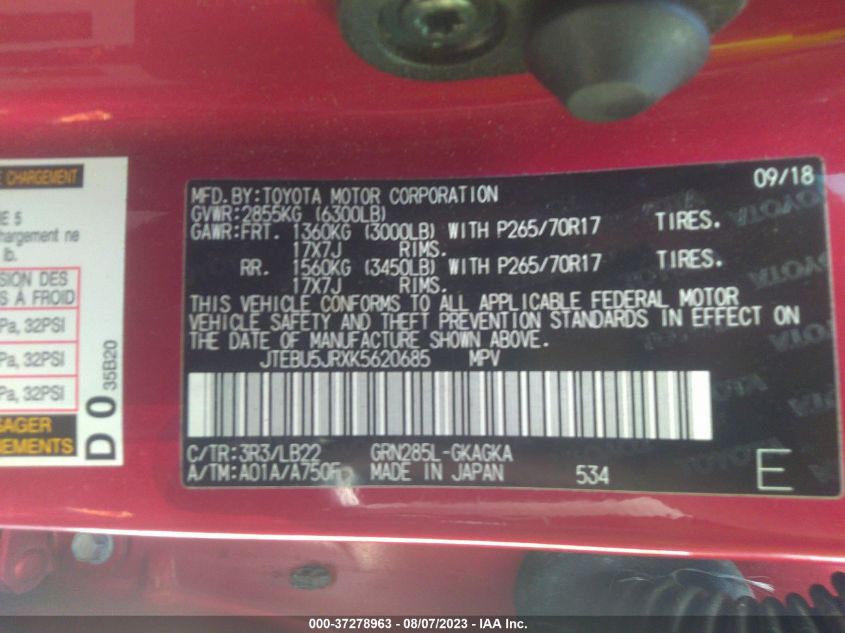 E CHARGEMENT
E 5
chargement ne
lb.
SION DES
S À FROID
Pa, 32PSI
Pa, 32PSI
Pa, 32PSI
SAGER
NEMENTS
D 0 35B20
09/18
MFD.BY:TOYOTA MOTOR CORPORATION
GVWR:2855KG (6300LB)
GAWR:FRT. 1360KG (3000LB) WITH P265/70R17 TIRES.
17X7J RIMS.
RR. 1560KG (3450LB) WITH P265/70R17 TIRES.
17X7J RIMS.
THIS VEHICLE CONFORMS TO ALL APPLICABLE FEDERAL MOTOR
VEHICLE SAFETY AND THEFT PREVENTION STANDARDS IN EFFECT ON
THE DATE OF MANUFACTURE SHOWN ABOVE.
JTEBU5JRXK5620685 MPV
C/TR:3R3/LB22 GRN285L-GKAGKA
A/TM:A01A/A750F MADE IN JAPAN 534
E
000-37278963 - 08/07/2023 - IAA Inc.